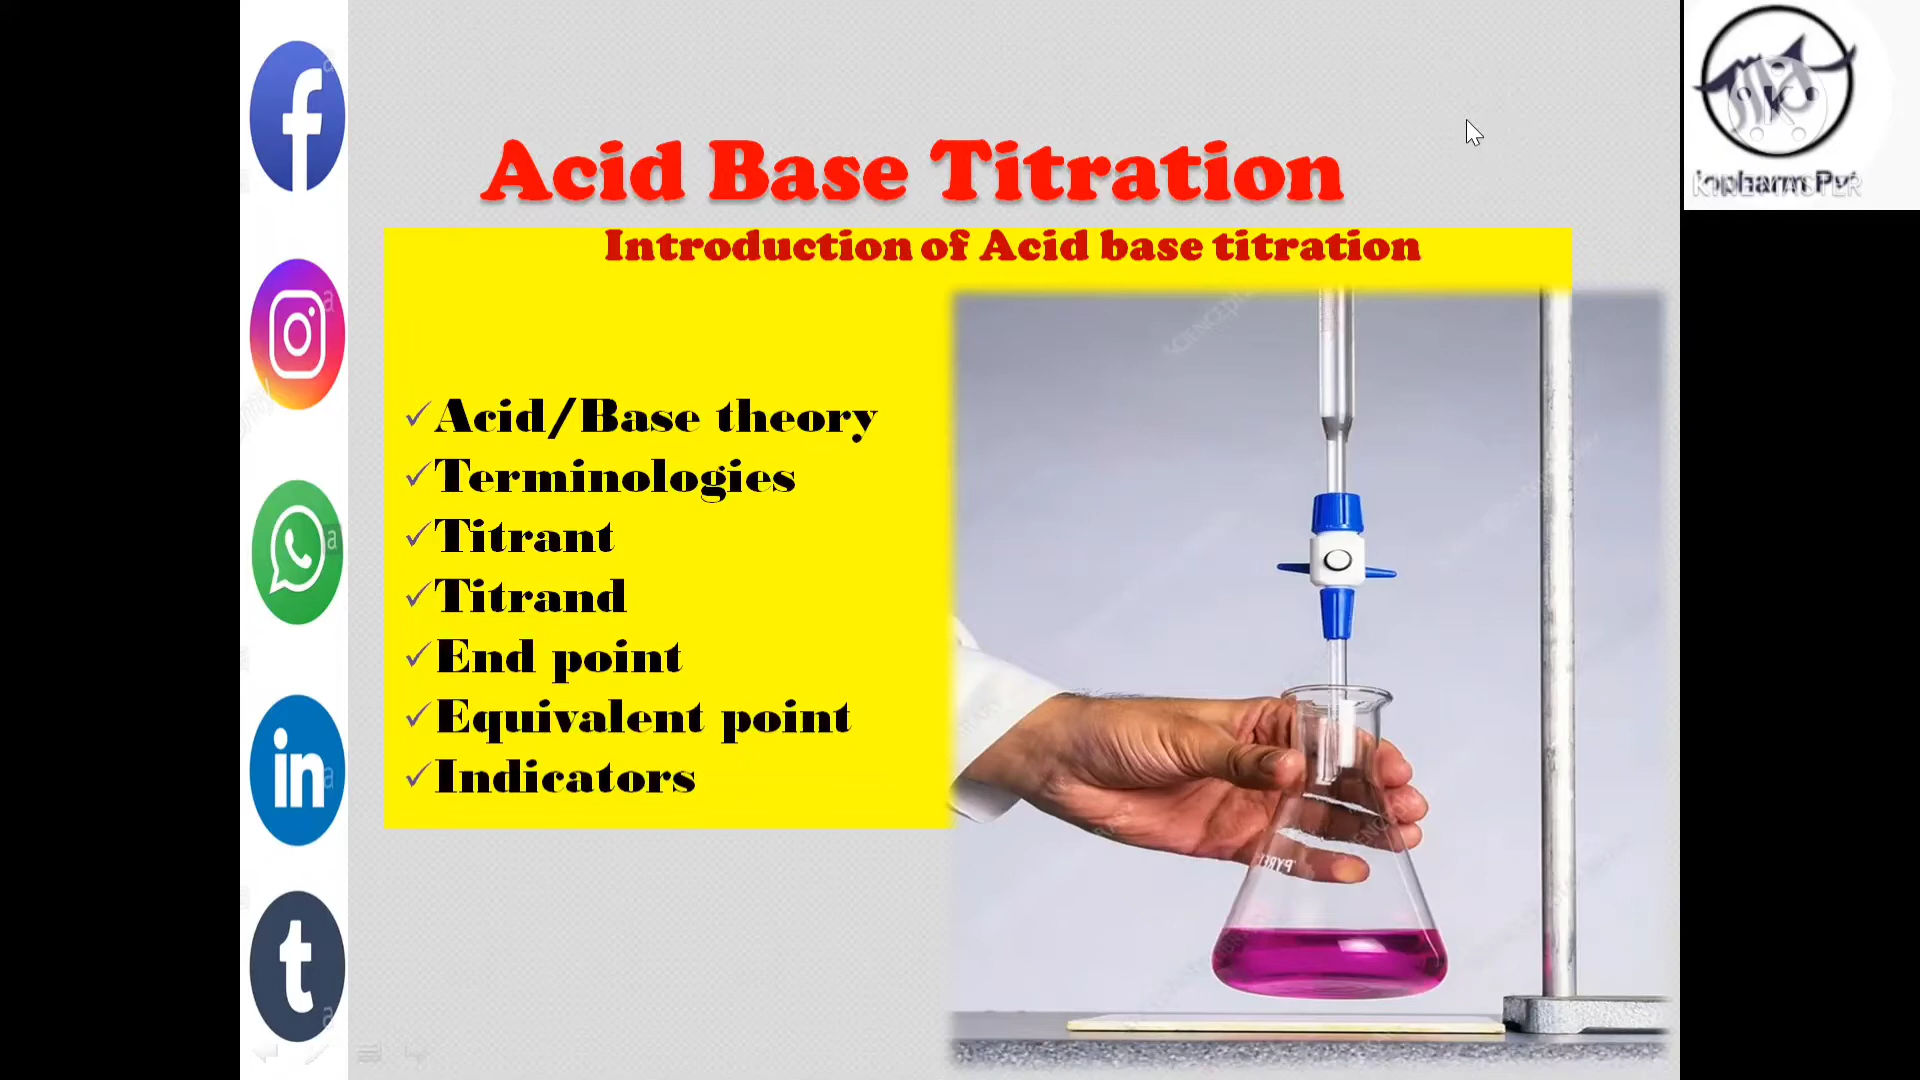 Acid Base Titration
Introduction of Acid base titration
Acid/Base theory
Terminologies
Titrant
Titrand
End point
Equivalent point
Indicators